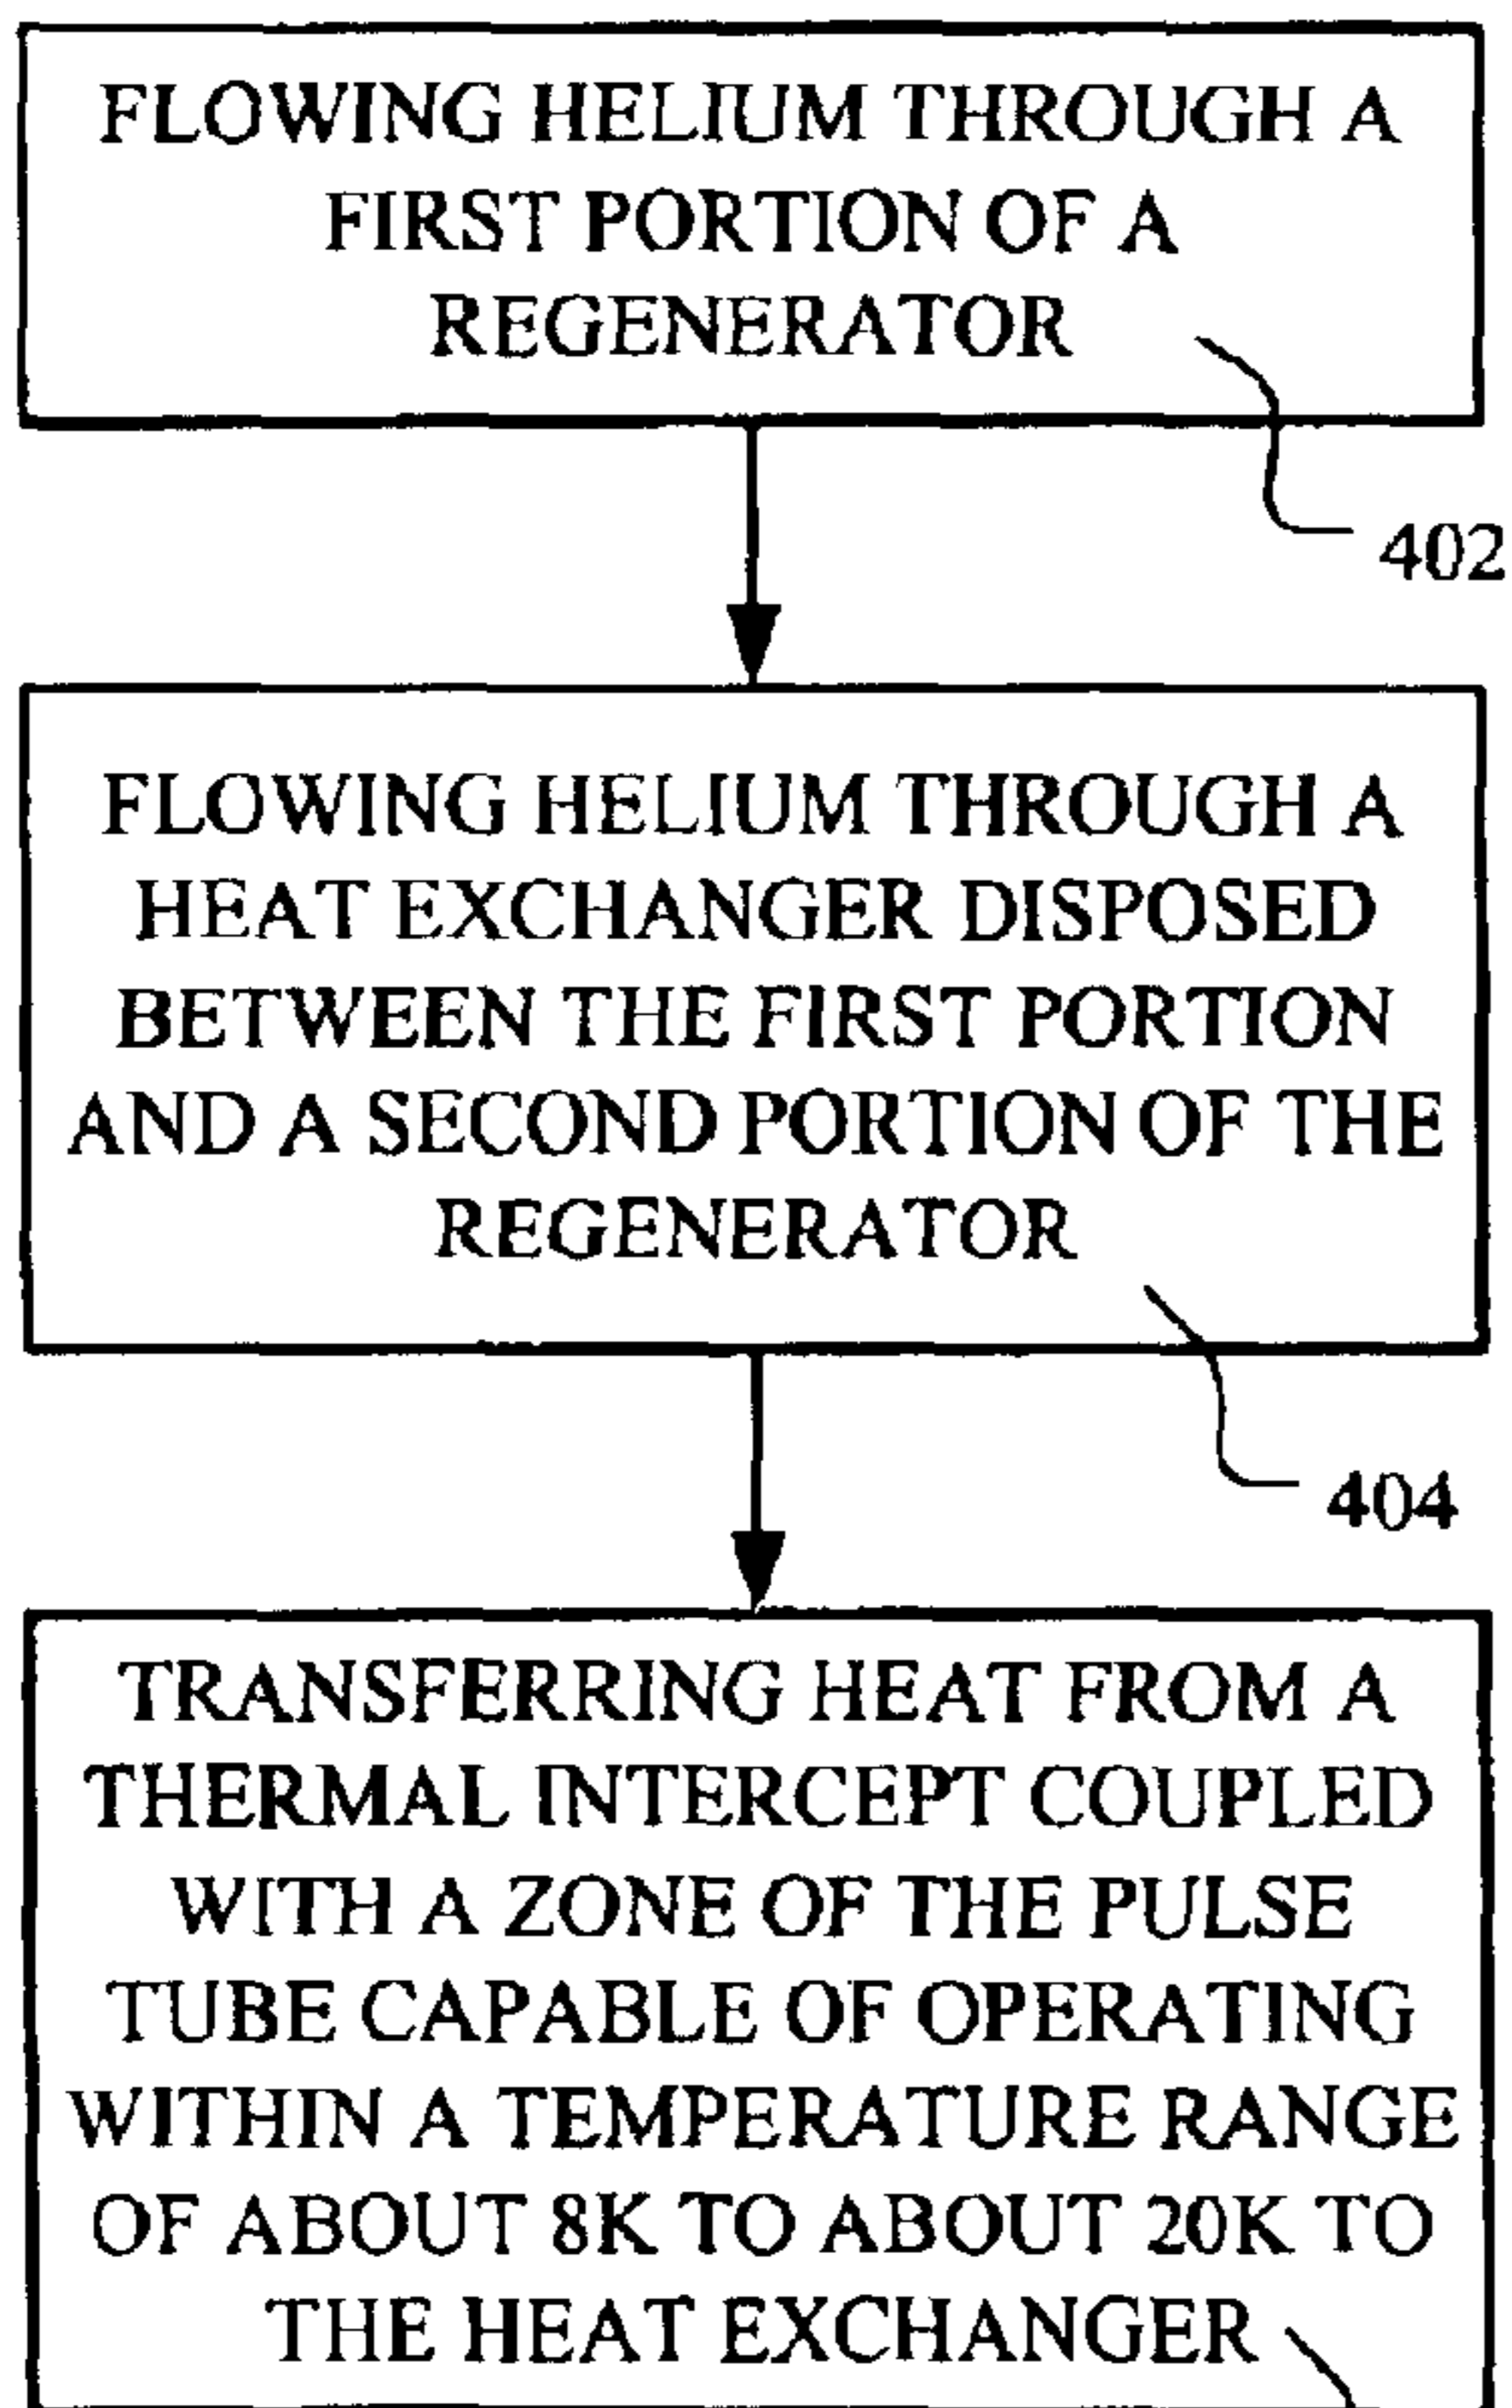 FLOWING HELIUM THROUGH A
FIRST PORTION OF A
REGENERATOR
402
FLOWING HELIUM THROUGH A
HEAT EXCHANGER DISPOSED
BETWEEN THE FIRST PORTION
AND A SECOND PORTION OF THE
REGENERATOR
404
TRANSFERRING HEAT FROM A
THERMAL INTERCEPT COUPLED
WITH A ZONE OF THE PULSE
TUBE CAPABLE OF OPERATING
WITHIN A TEMPERATURE RANGE
OF ABOUT 8K TO ABOUT 20K TO
THE HEAT EXCHANGER